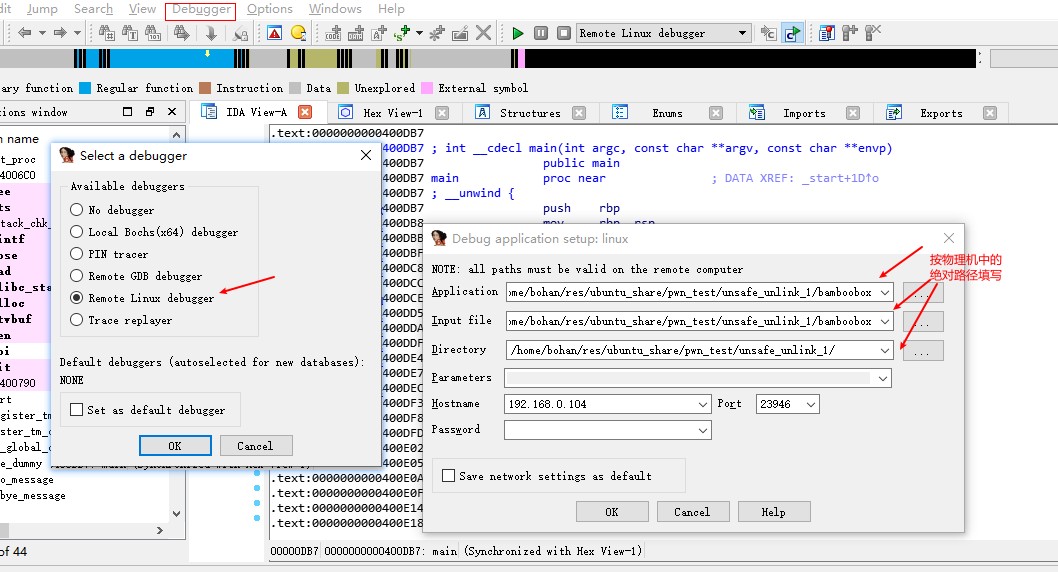 dit Jump Search View Debugger Options Windows Help
Remote Linux debugger
ary function Regular function Instruction Data Unexplored External symbol
ions window
IDA View-A Hex View-1 Structures Enums Imports Exports
n name
t_proc
4006C0
ee
ts
tack_chk_
intf
ose
ad
libc_st
lloc
tvbuf
en
oi
it
400790
rt
gister_tm
ster_tm_c
_global_c
e_dummy
o_message
bye_message
of 44
.text:0000000000400DB7
400DB7 ; int __cdecl main(int argc, const char **argv, const char **envp)
400DB7 public main
400DB7 main proc near ; DATA XREF: _start+1D↑o
400DB7 ; __unwind {
400DB7 push rbp
400DB8 mov rbp, rsp
400DBF
400DC8
400DD4
400DDA
400DE4
400DE7
400DF3
400DF8
400DFD
400E02
400E05
.text:0000000000400E0A
.text:0000000000400E0F
.text:0000000000400E14
.text:0000000000400E18
00000DB7 0000000000400DB7: main (Synchronized with Hex View-1)
Select a debugger
Available debuggers
No debugger
Local Bochs(x64) debugger
PIN tracer
Remote GDB debugger
Remote Linux debugger
Trace replayer
Default debuggers (autoselected for new databases):
NONE
Set as default debugger
OK Cancel
Debug application setup: linux
NOTE: all paths must be valid on the remote computer
Application ome/bohan/res/ubuntu_share/pwn_test/unsafe_unlink_1/bamboobox ...
Input file ome/bohan/res/ubuntu_share/pwn_test/unsafe_unlink_1/bamboobox ...
Directory /home/bohan/res/ubuntu_share/pwn_test/unsafe_unlink_1/ ...
Parameters
Hostname 192.168.0.104 Port 23946
Password
Save network settings as default
OK Cancel Help
按物理机中的
绝对路径填写